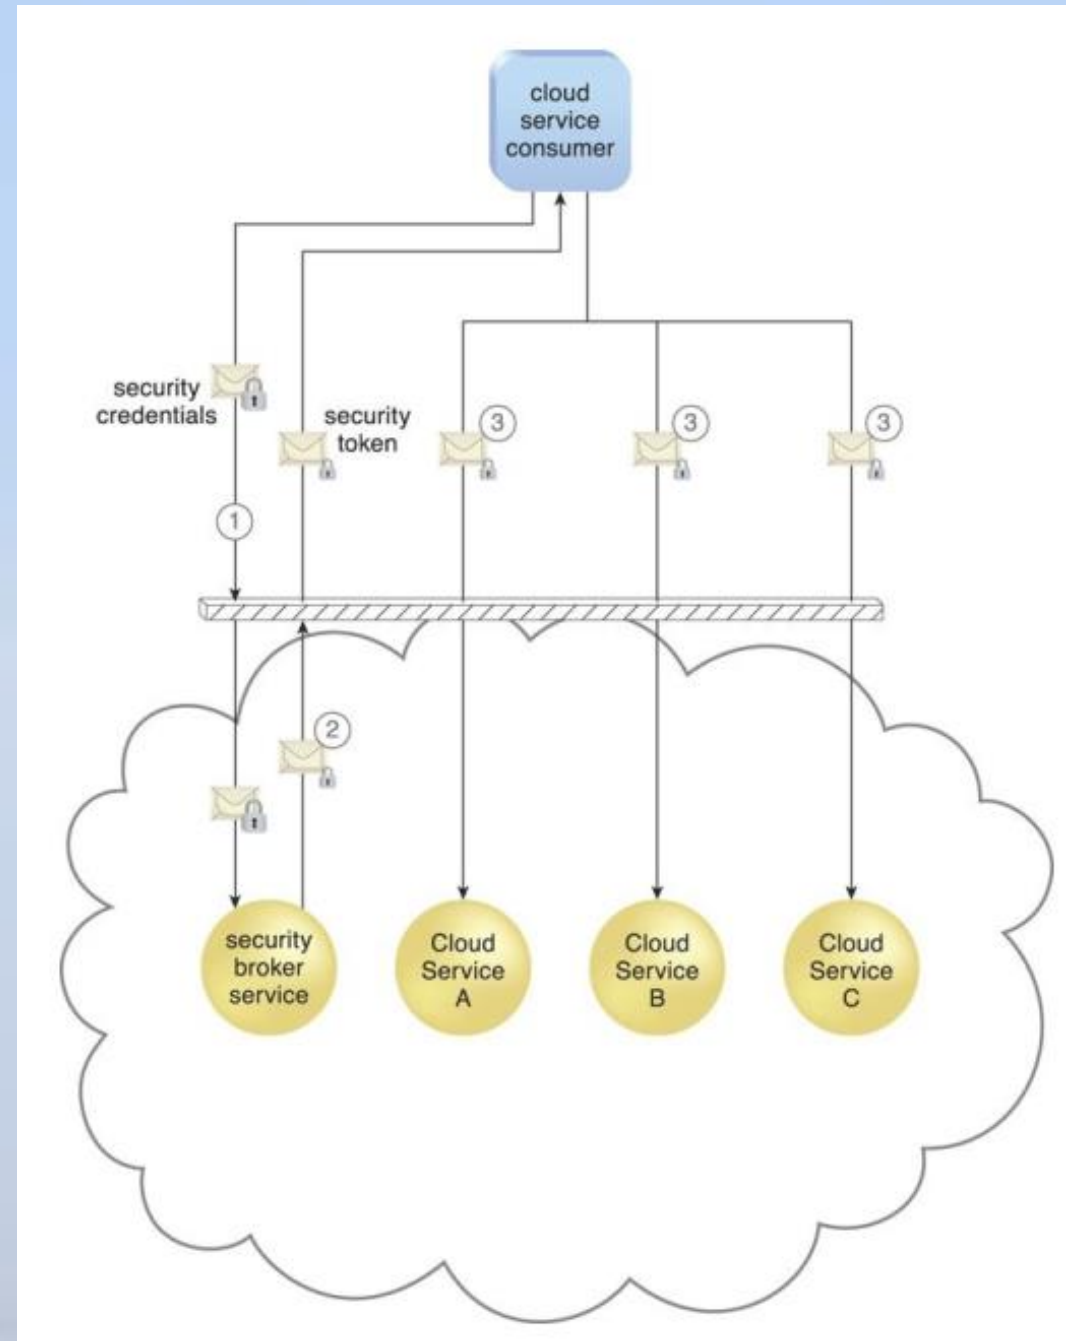 cloud
service
consumer
security
credentials
security
token
3
3
3
1
2
security
broker
service
Cloud
Service
A
Cloud
Service
B
Cloud
Service
C